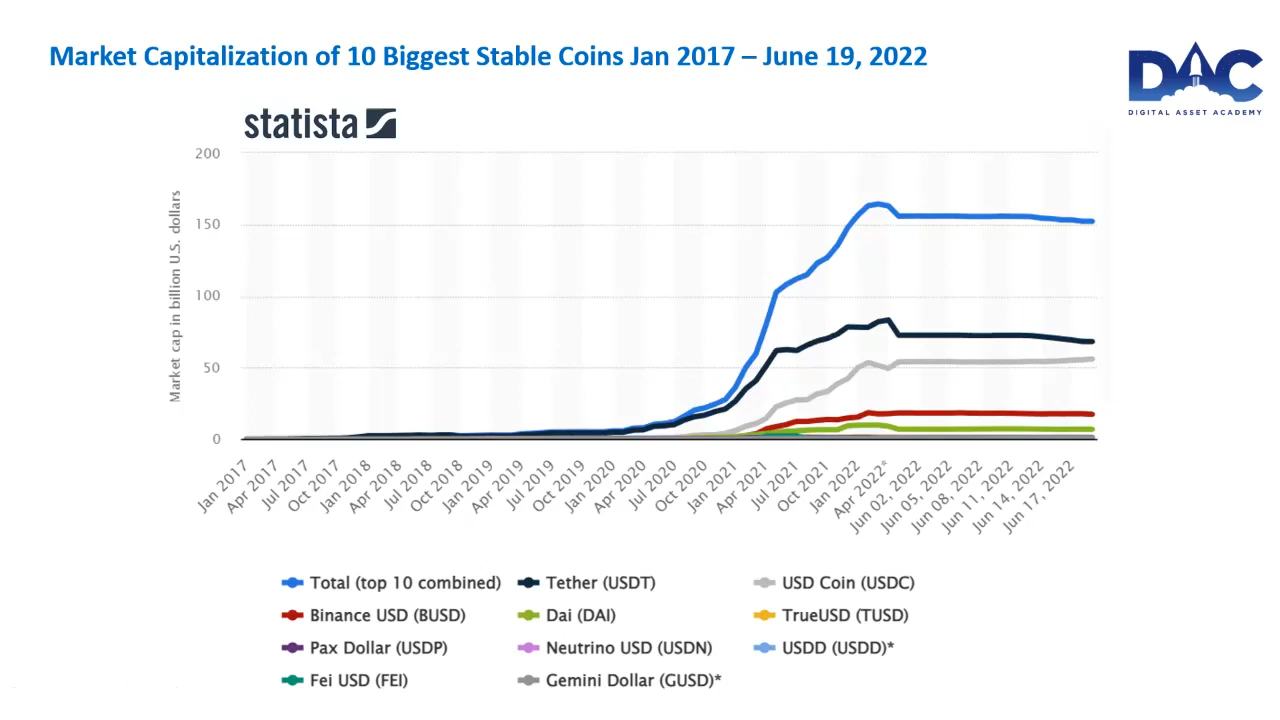 Market Capitalization of 10 Biggest Stable Coins Jan 2017 – June 19, 2022
DAC
DIGITAL ASSET ACADEMY
statista
Market cap in billion U.S. dollars
200
150
100
50
0
Jan 2017
Apr 2017
Jul 2017
Oct 2017
Jan 2018
Apr 2018
Jul 2018
Oct 2018
Jan 2019
Apr 2019
Jul 2019
Oct 2019
Jan 2020
Apr 2020
Jul 2020
Oct 2020
Jan 2021
Apr 2021
Jul 2021
Oct 2021
Jan 2022
Apr 2022*
Jun 02, 2022
Jun 05, 2022
Jun 08, 2022
Jun 11, 2022
Jun 14, 2022
Jun 17, 2022
Total (top 10 combined) Tether (USDT) USD Coin (USDC)
Binance USD (BUSD) Dai (DAI) TrueUSD (TUSD)
Pax Dollar (USDP) Neutrino USD (USDN) USDD (USDD)*
Fei USD (FEI) Gemini Dollar (GUSD)*